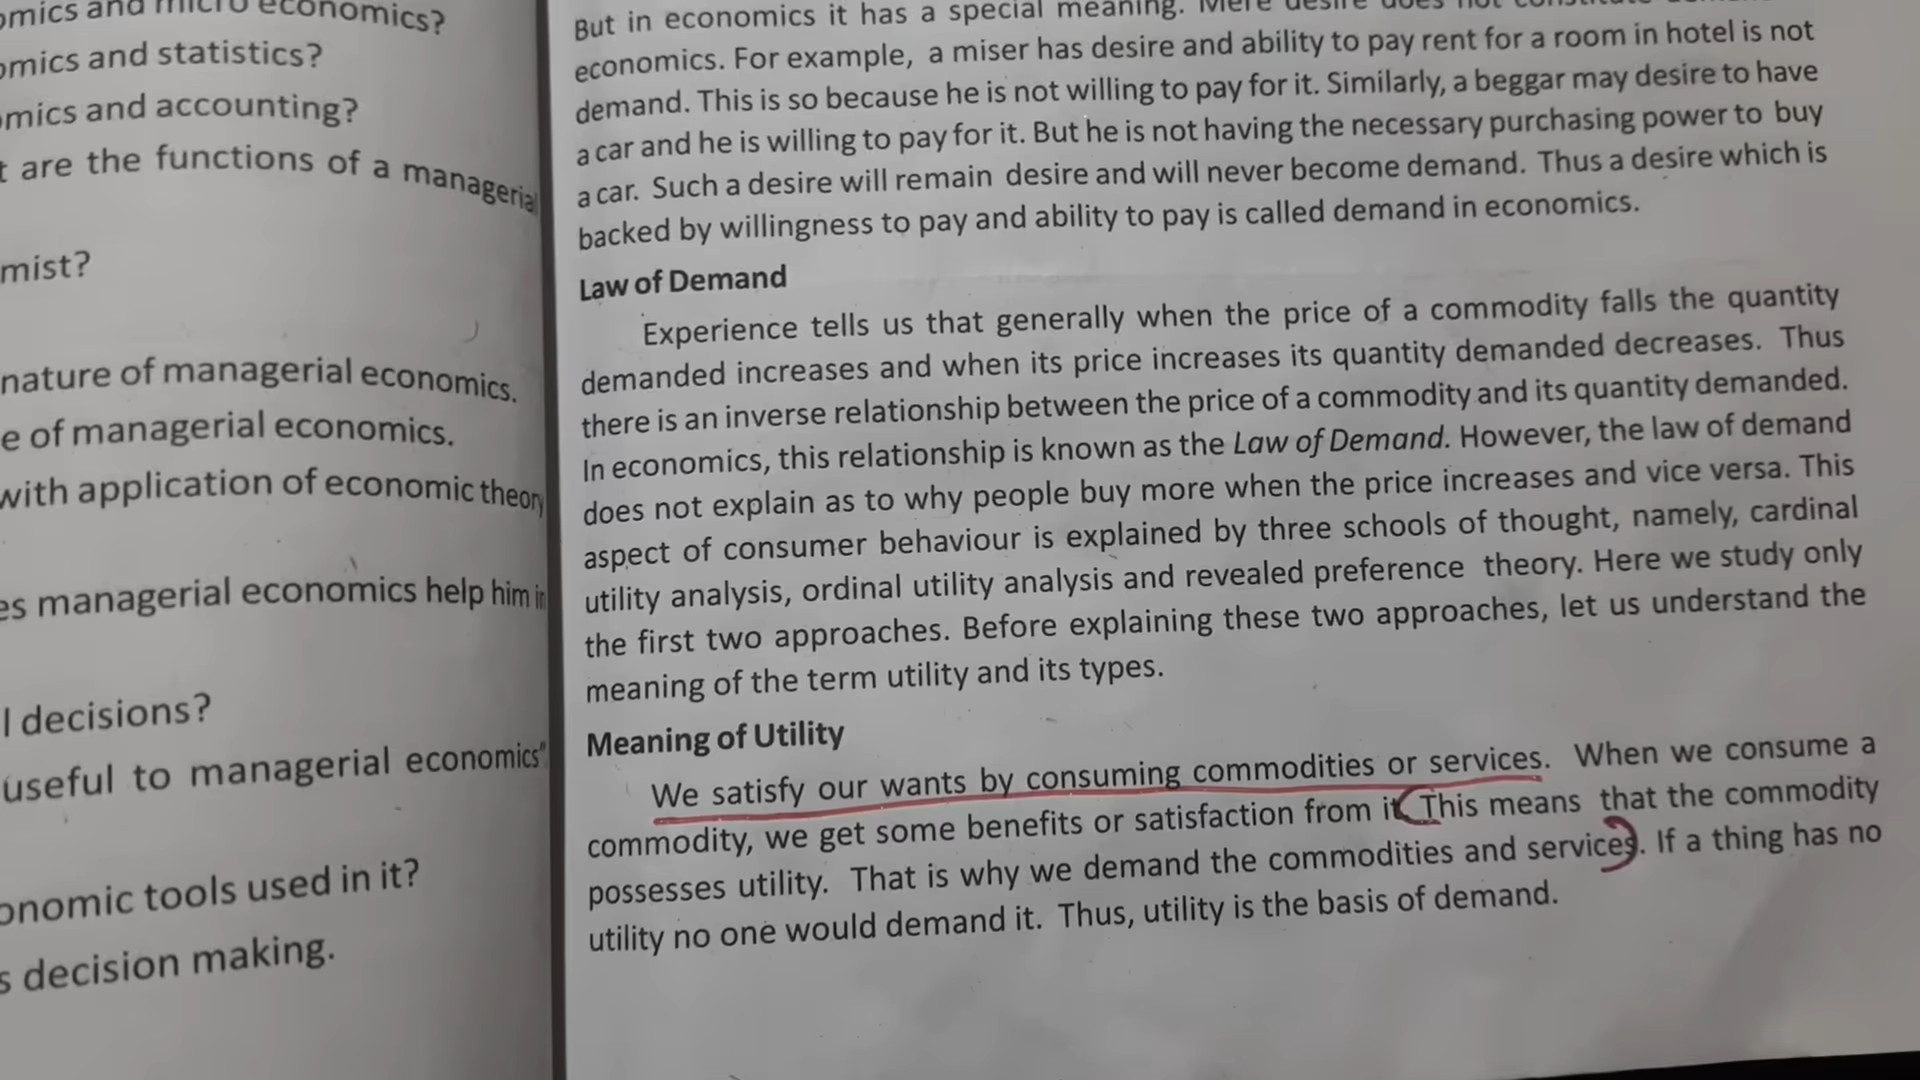 omics and micro economics?
omics and statistics?
omics and accounting?
t are the functions of a managerial
mist?
nature of managerial economics.
e of managerial economics.
with application of economic theory
es managerial economics help him in
l decisions?
useful to managerial economics"
onomic tools used in it?
s decision making.
But in economics it has a special meaning. Mere desire does not constitute
economics. For example, a miser has desire and ability to pay rent for a room in hotel is not
demand. This is so because he is not willing to pay for it. Similarly, a beggar may desire to have
a car and he is willing to pay for it. But he is not having the necessary purchasing power to buy
a car. Such a desire will remain desire and will never become demand. Thus a desire which is
backed by willingness to pay and ability to pay is called demand in economics.
Law of Demand
Experience tells us that generally when the price of a commodity falls the quantity
demanded increases and when its price increases its quantity demanded decreases. Thus
there is an inverse relationship between the price of a commodity and its quantity demanded.
In economics, this relationship is known as the Law of Demand. However, the law of demand
does not explain as to why people buy more when the price increases and vice versa. This
aspect of consumer behaviour is explained by three schools of thought, namely, cardinal
utility analysis, ordinal utility analysis and revealed preference theory. Here we study only
the first two approaches. Before explaining these two approaches, let us understand the
meaning of the term utility and its types.
Meaning of Utility
We satisfy our wants by consuming commodities or services. When we consume a
commodity, we get some benefits or satisfaction from it. This means that the commodity
possesses utility. That is why we demand the commodities and services. If a thing has no
utility no one would demand it. Thus, utility is the basis of demand.